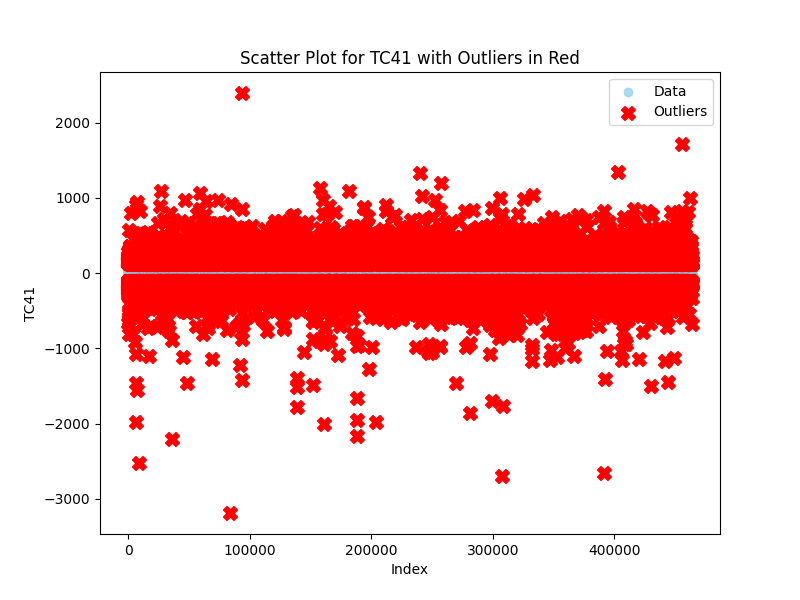 Scatter Plot for TC41 with Outliers in Red
Data
Outliers
2000
1000
0
−1000
−2000
−3000
TC41
0
100000
200000
300000
400000
Index